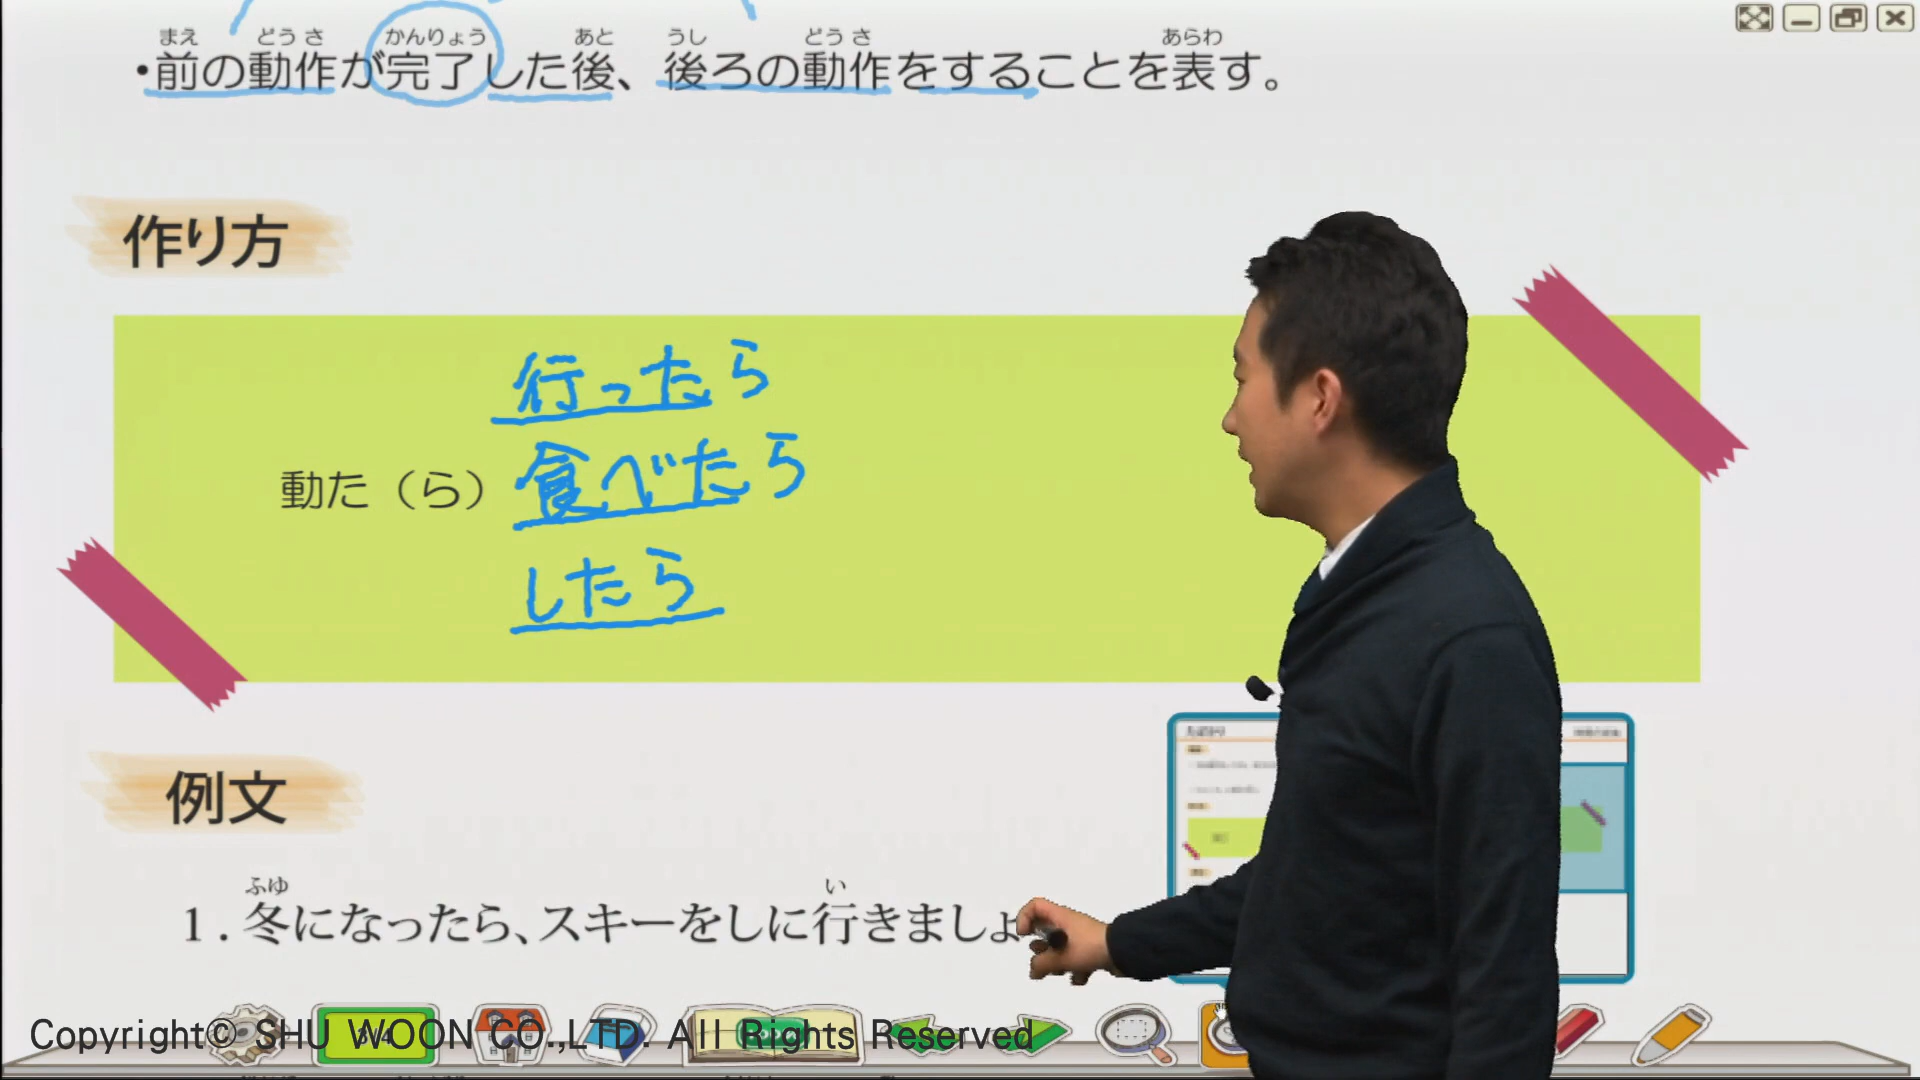 まえ どうさ かんりょう あと うし どうさ あらわ
・前の動作が完了した後、後ろの動作をすることを表す。
作り方
行ったら
動た（ら）
食べたら
したら
例文
ふゆ い
1．冬になったら、スキーをしに行きましょ
Copyright© SHU WOON CO.,LTD. All Rights Reserved